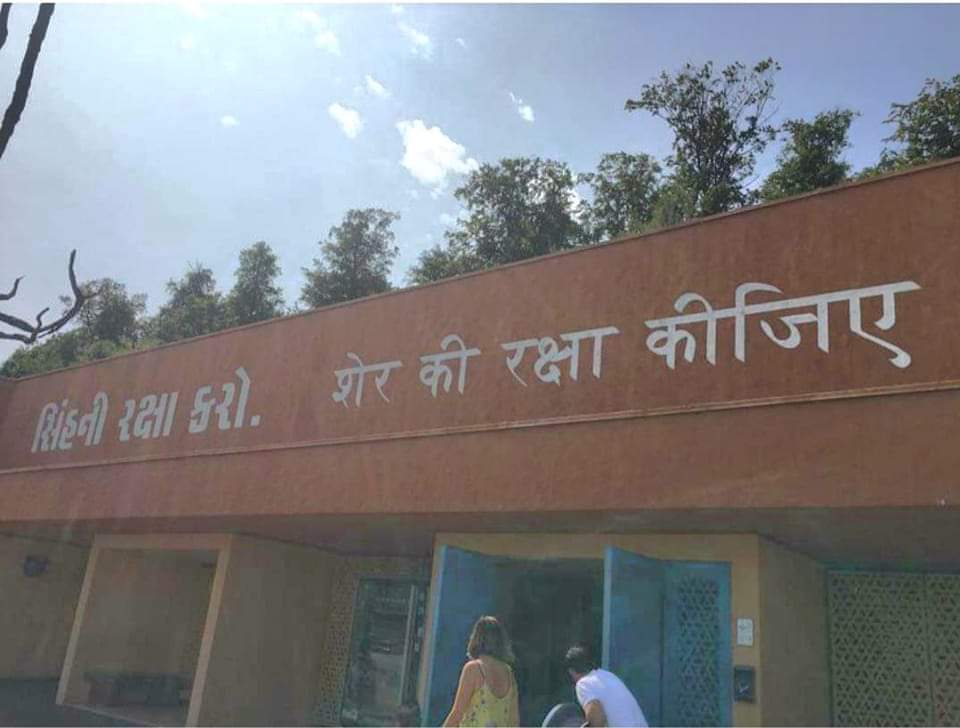 સિંહની રક્ષા કરો. शेर की रक्षा कीजिए